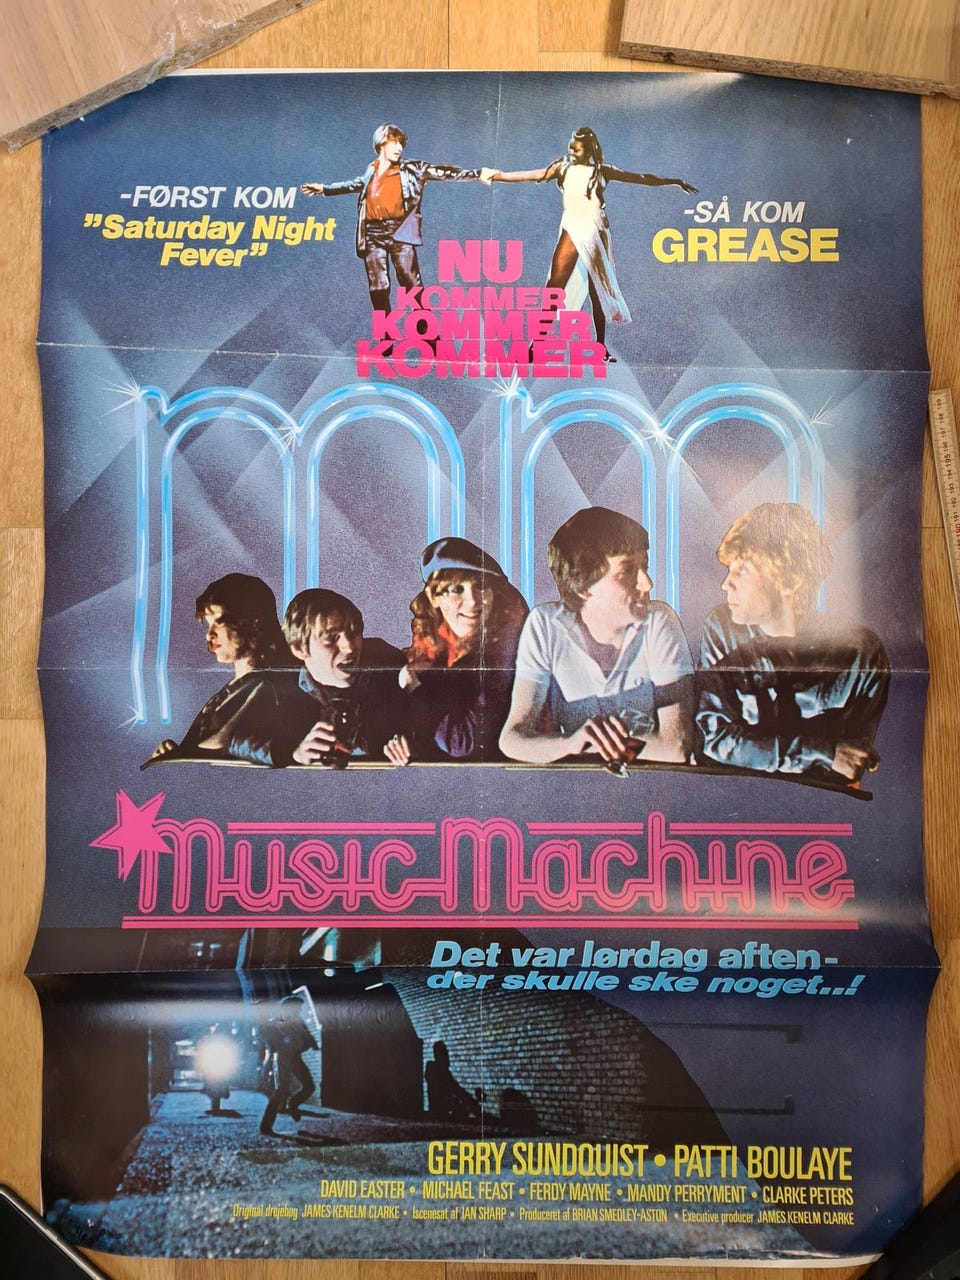 -FØRST KOM
"Saturday Night
Fever"
-SÅ KOM
GREASE
NU
KOMMER
KOMMER
KOMMER
mm
Music Machine
Det var lørdag aften-
der skulle ske noget..!
GERRY SUNDQUIST • PATTI BOULAYE
DAVID EASTER • MICHAEL FEAST • FERDY MAYNE • MANDY PERRYMENT • CLARKE PETERS
Original drejebog JAMES KENELM CLARKE • Iscenesat af IAN SHARP • Produceret af BRIAN SMEDLEY-ASTON • Executive producer JAMES KENELM CLARKE